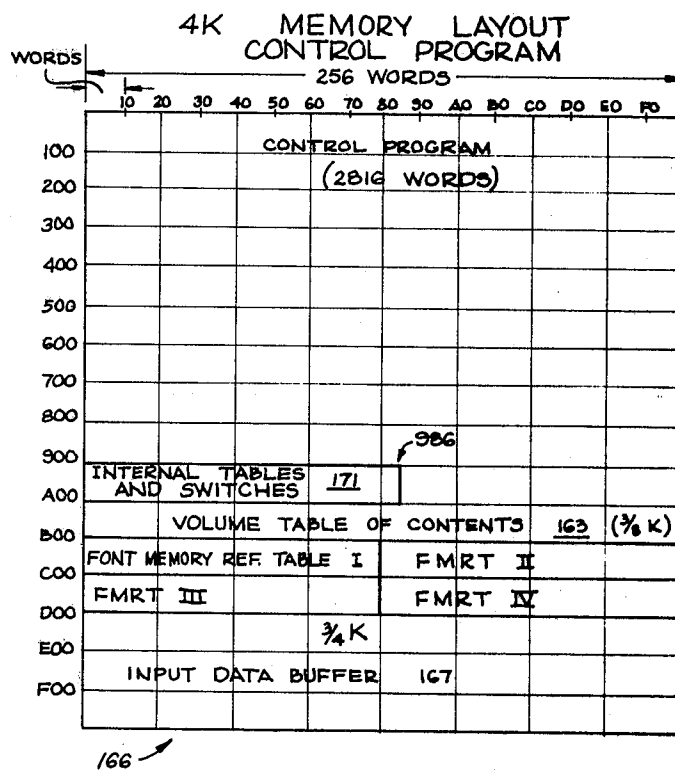 4K MEMORY LAYOUT
CONTROL PROGRAM
WORDS
256 WORDS
10 20 30 40 50 60 70 80 90 A0 B0 C0 D0 E0 F0
100
CONTROL PROGRAM
(2816 WORDS)
200
300
400
500
600
700
800
900
986
INTERNAL TABLES
AND SWITCHES 171
A00
VOLUME TABLE OF CONTENTS 163 (3/8 K)
B00
FONT MEMORY REF. TABLE I FMRT II
C00
FMRT III FMRT IV
D00
3/4 K
E00
INPUT DATA BUFFER 167
F00
166